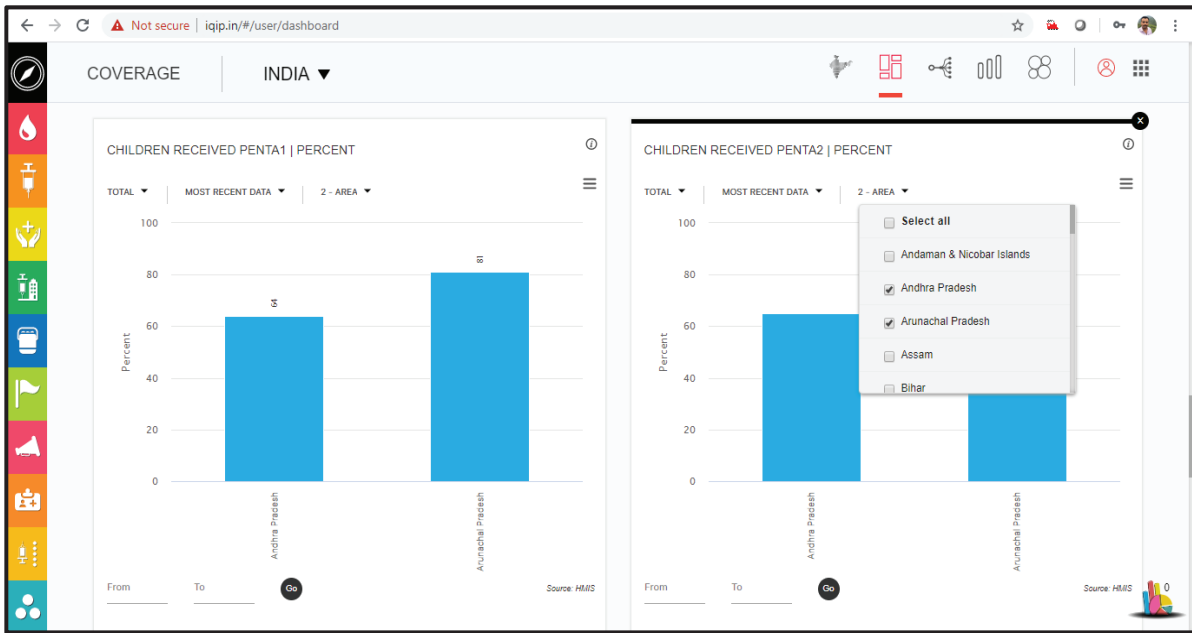 Not secure | iqip.in/#/user/dashboard
COVERAGE
INDIA ▼
CHILDREN RECEIVED PENTA1 | PERCENT
TOTAL ▼ MOST RECENT DATA ▼ 2 - AREA ▼
100
80
60
40
20
0
Percent
64
81
Andhra Pradesh
Arunachal Pradesh
From To Go
Source: HMIS
x
CHILDREN RECEIVED PENTA2 | PERCENT
TOTAL ▼ MOST RECENT DATA ▼ 2 - AREA ▼
Select all
Andaman & Nicobar Islands
Andhra Pradesh
Arunachal Pradesh
Assam
Bihar
100
80
60
40
20
0
Percent
Andhra Pradesh
Arunachal Pradesh
From To Go
Source: HMIS
0